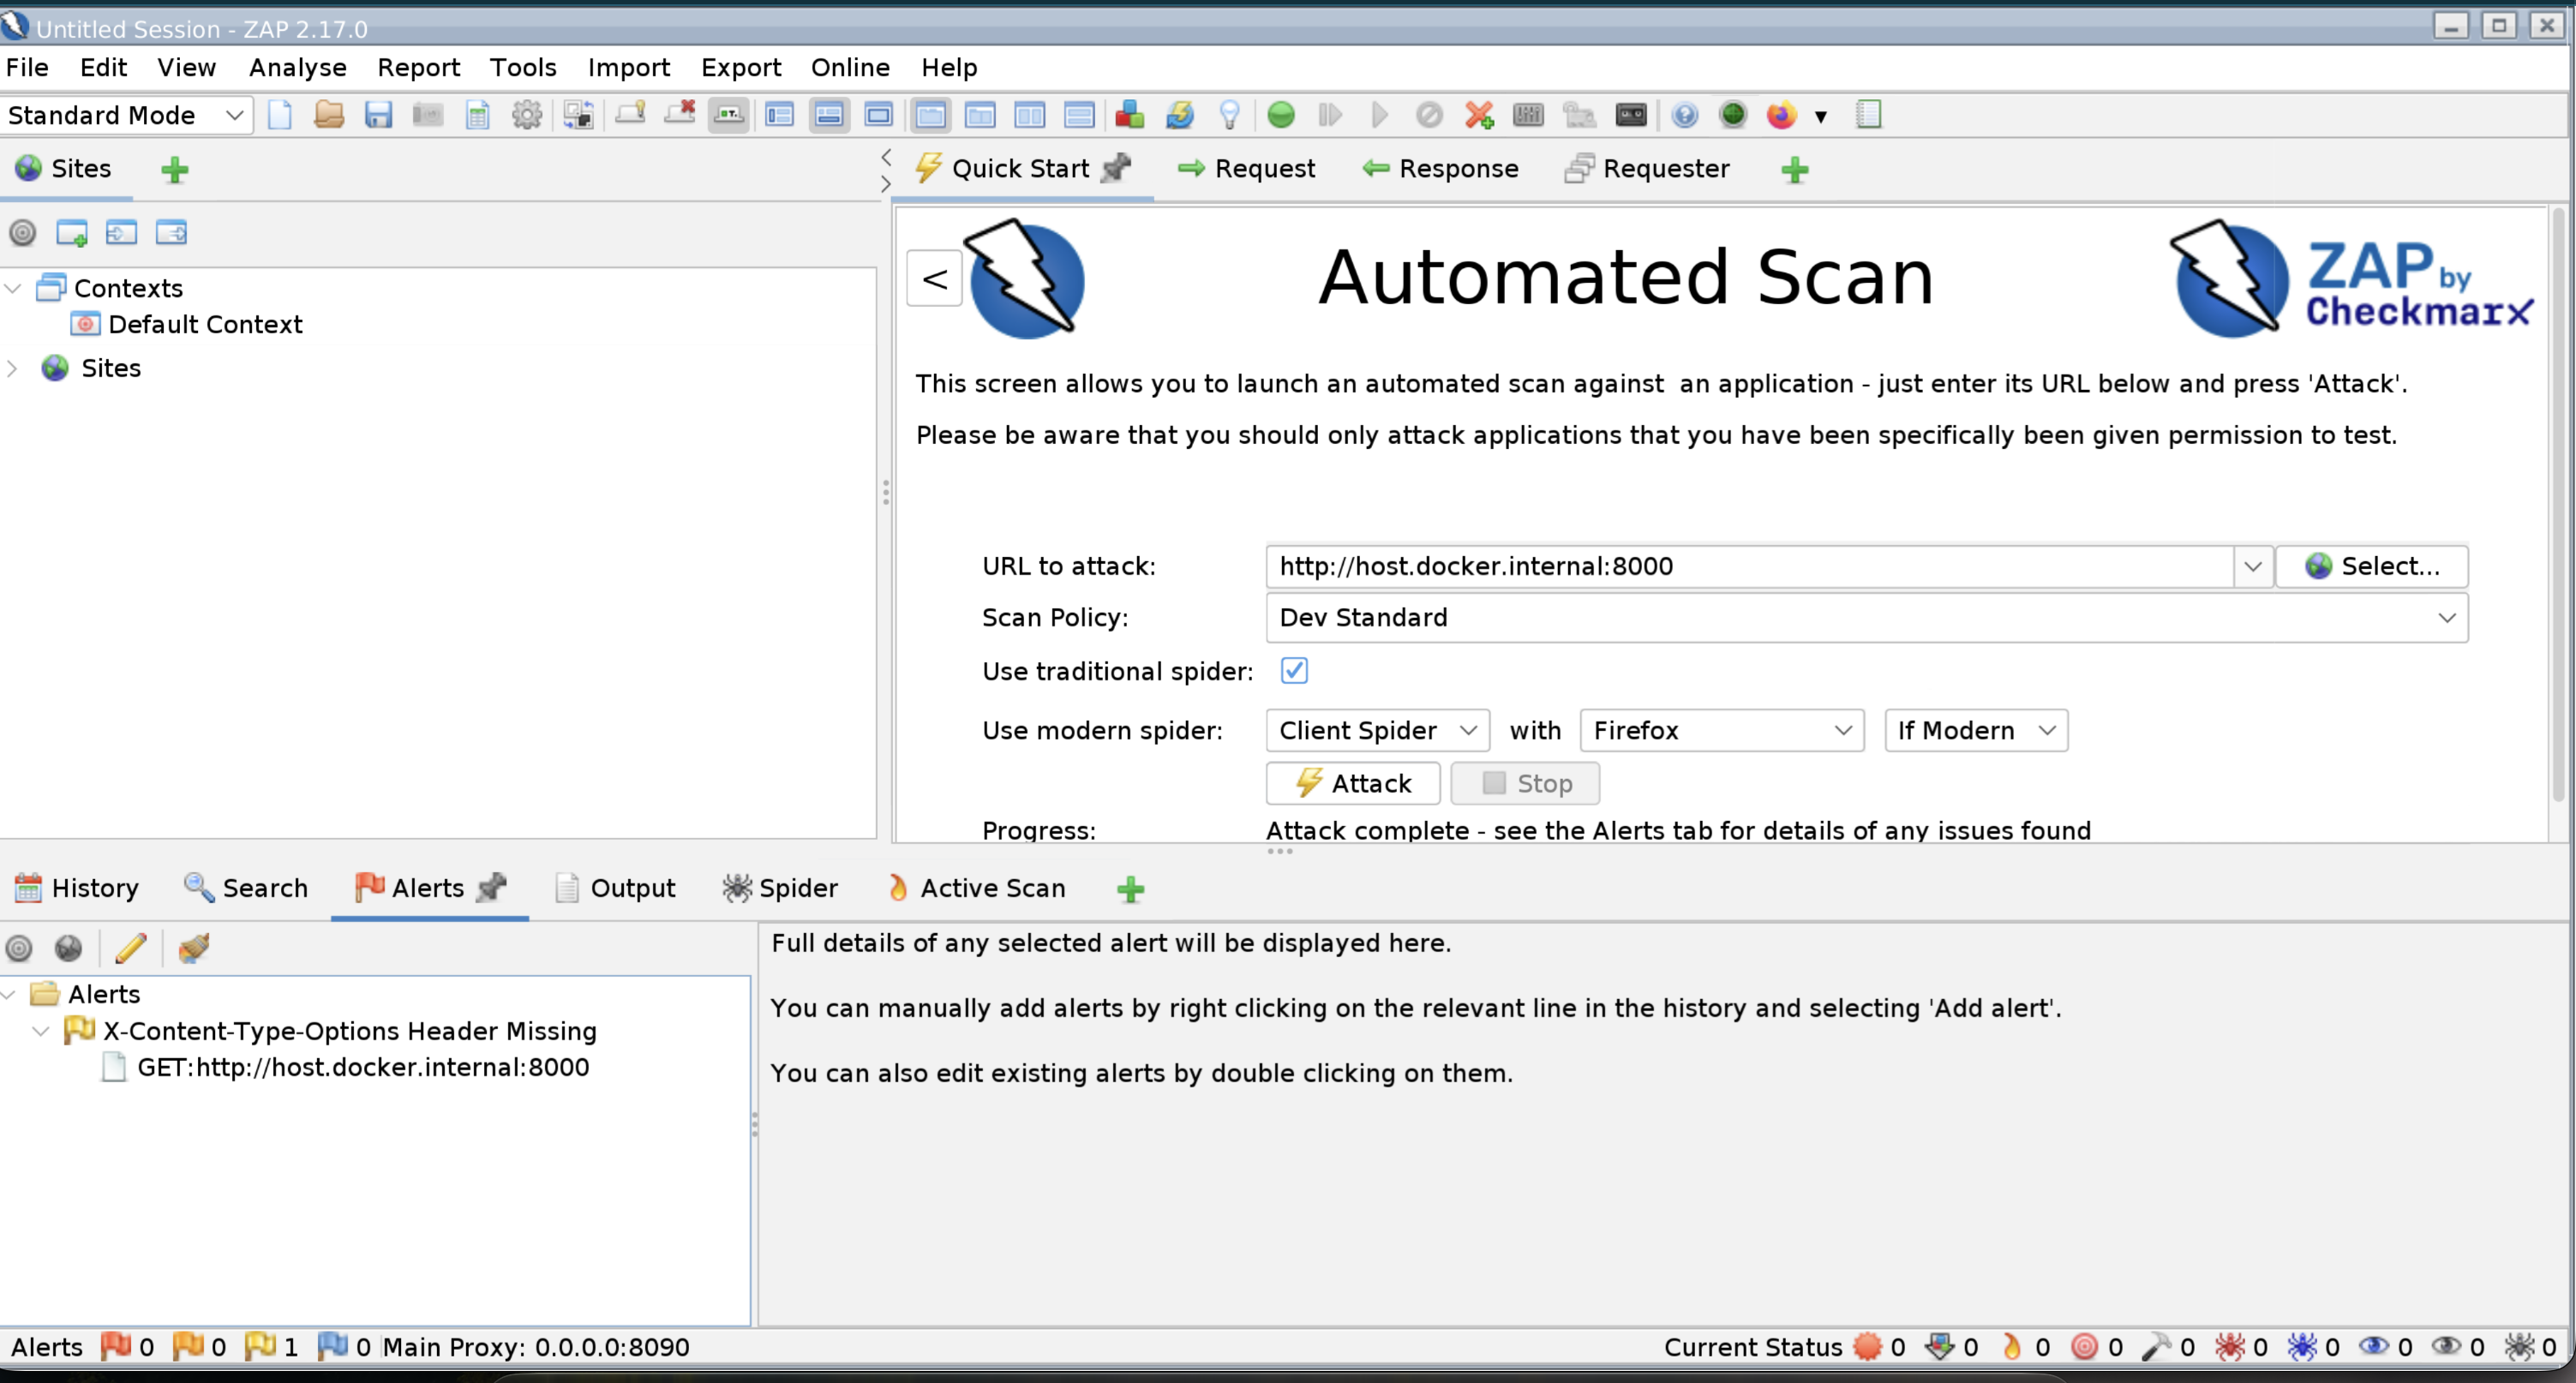 Untitled Session - ZAP 2.17.0
File Edit View Analyse Report Tools Import Export Online Help
Standard Mode
Sites
Quick Start Request Response Requester
<
Automated Scan
ZAP by
Checkmarx
Contexts
Default Context
Sites
This screen allows you to launch an automated scan against  an application - just enter its URL below and press 'Attack'.
Please be aware that you should only attack applications that you have been specifically been given permission to test.
URL to attack: http://host.docker.internal:8000 Select...
Scan Policy: Dev Standard
Use traditional spider:
Use modern spider: Client Spider with Firefox If Modern
Attack Stop
Progress: Attack complete - see the Alerts tab for details of any issues found
History Search Alerts Output Spider Active Scan
Alerts
X-Content-Type-Options Header Missing
GET:http://host.docker.internal:8000
Full details of any selected alert will be displayed here.
You can manually add alerts by right clicking on the relevant line in the history and selecting 'Add alert'.
You can also edit existing alerts by double clicking on them.
Alerts 0 0 1 0 Main Proxy: 0.0.0.0:8090 Current Status 0 0 0 0 0 0 0 0 0 0